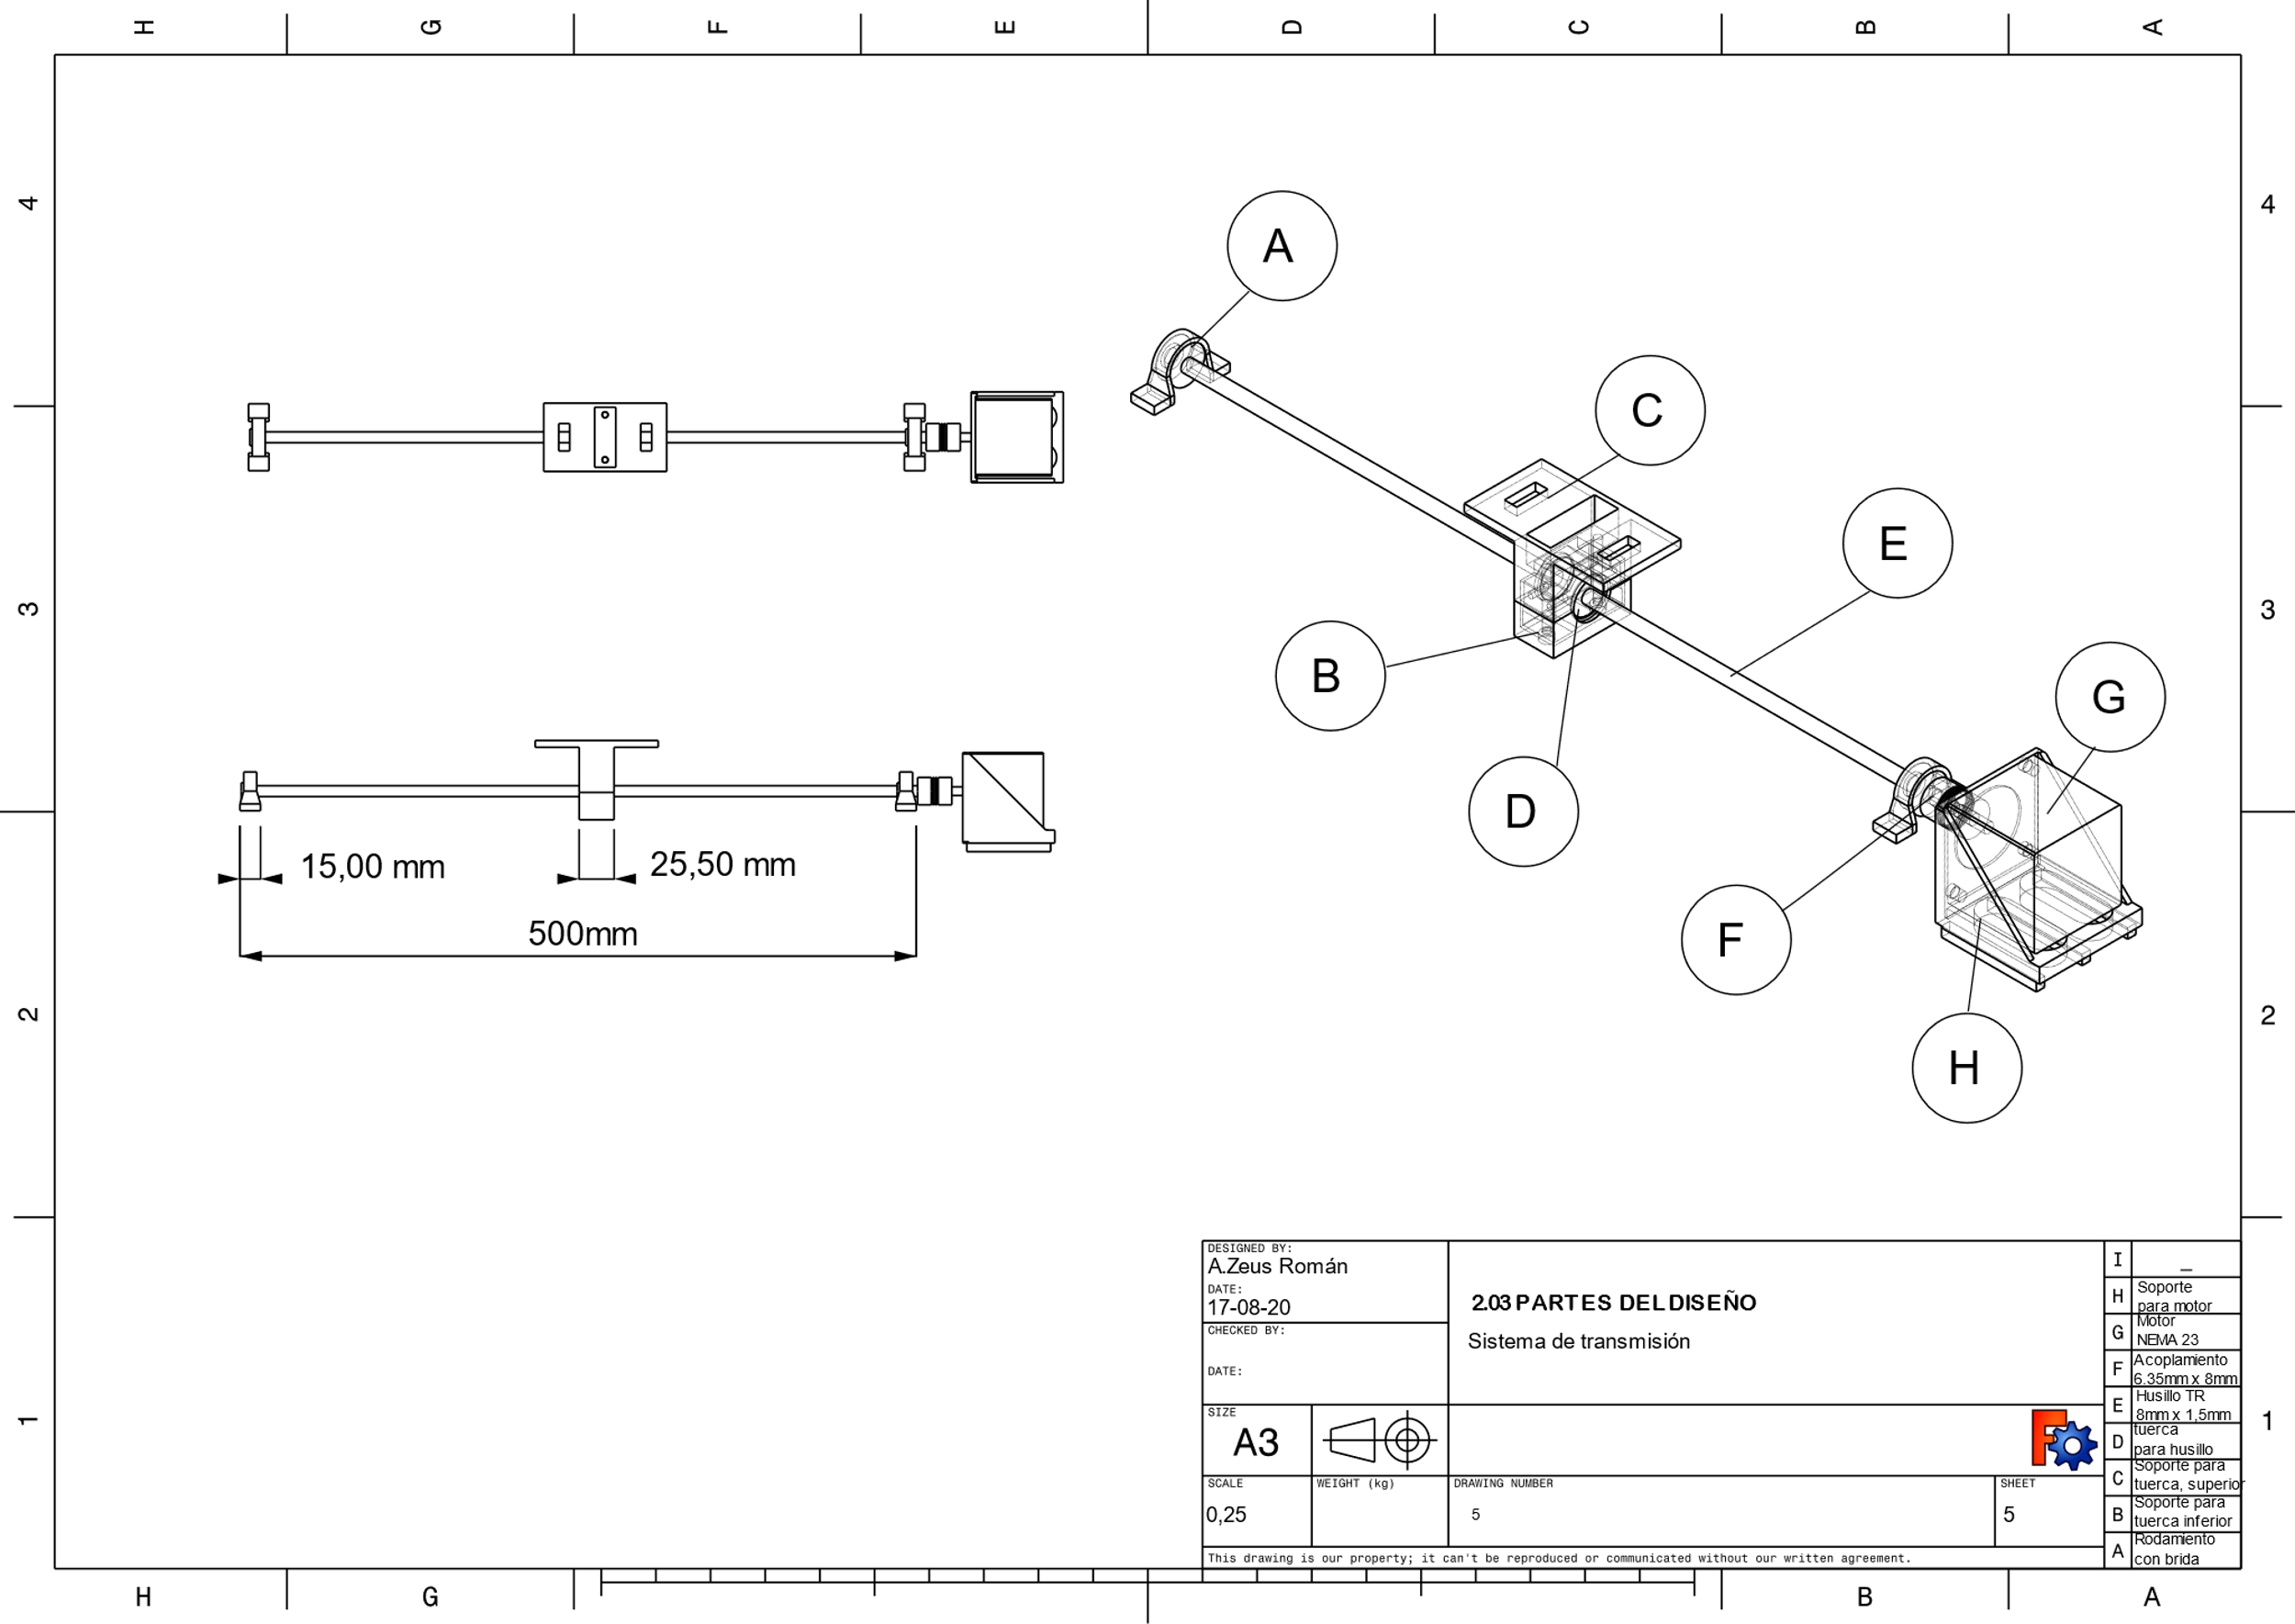 H G F E D C B A
4 4
A
C
E
3 3
B
G
D
15,00 mm 25,50 mm
500mm
F
2 2
H
DESIGNED BY:
A.Zeus Román
DATE:
17-08-20
CHECKED BY:
DATE:
2.03 PARTES DEL DISEÑO
Sistema de transmisión
SIZE
A3
SCALE
0,25
WEIGHT (kg)
DRAWING NUMBER
5
SHEET
5
This drawing is our property; it can't be reproduced or communicated without our written agreement.
I _
H Soporte
para motor
G Motor
NEMA 23
F Acoplamiento
6.35mm x 8mm
E Husillo TR
8mm x 1,5mm
D tuerca
para husillo
C Soporte para
tuerca, superior
B Soporte para
tuerca inferior
A Rodamiento
con brida
1 1
H G B A